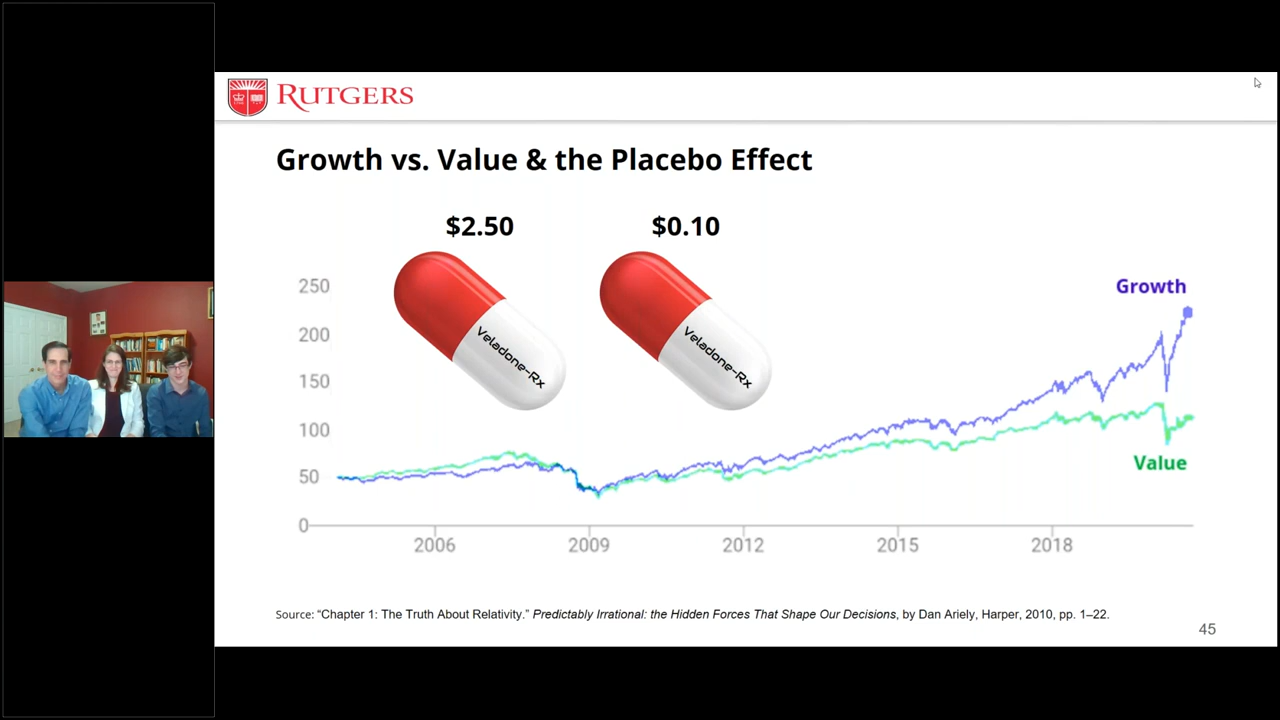 RUTGERS
Growth vs. Value & the Placebo Effect
$2.50
$0.10
Veladone-Rx
Veladone-Rx
250
200
150
100
50
0
Growth
Value
2006
2009
2012
2015
2018
Source: “Chapter 1: The Truth About Relativity.” Predictably Irrational: the Hidden Forces That Shape Our Decisions, by Dan Ariely, Harper, 2010, pp. 1–22.
45